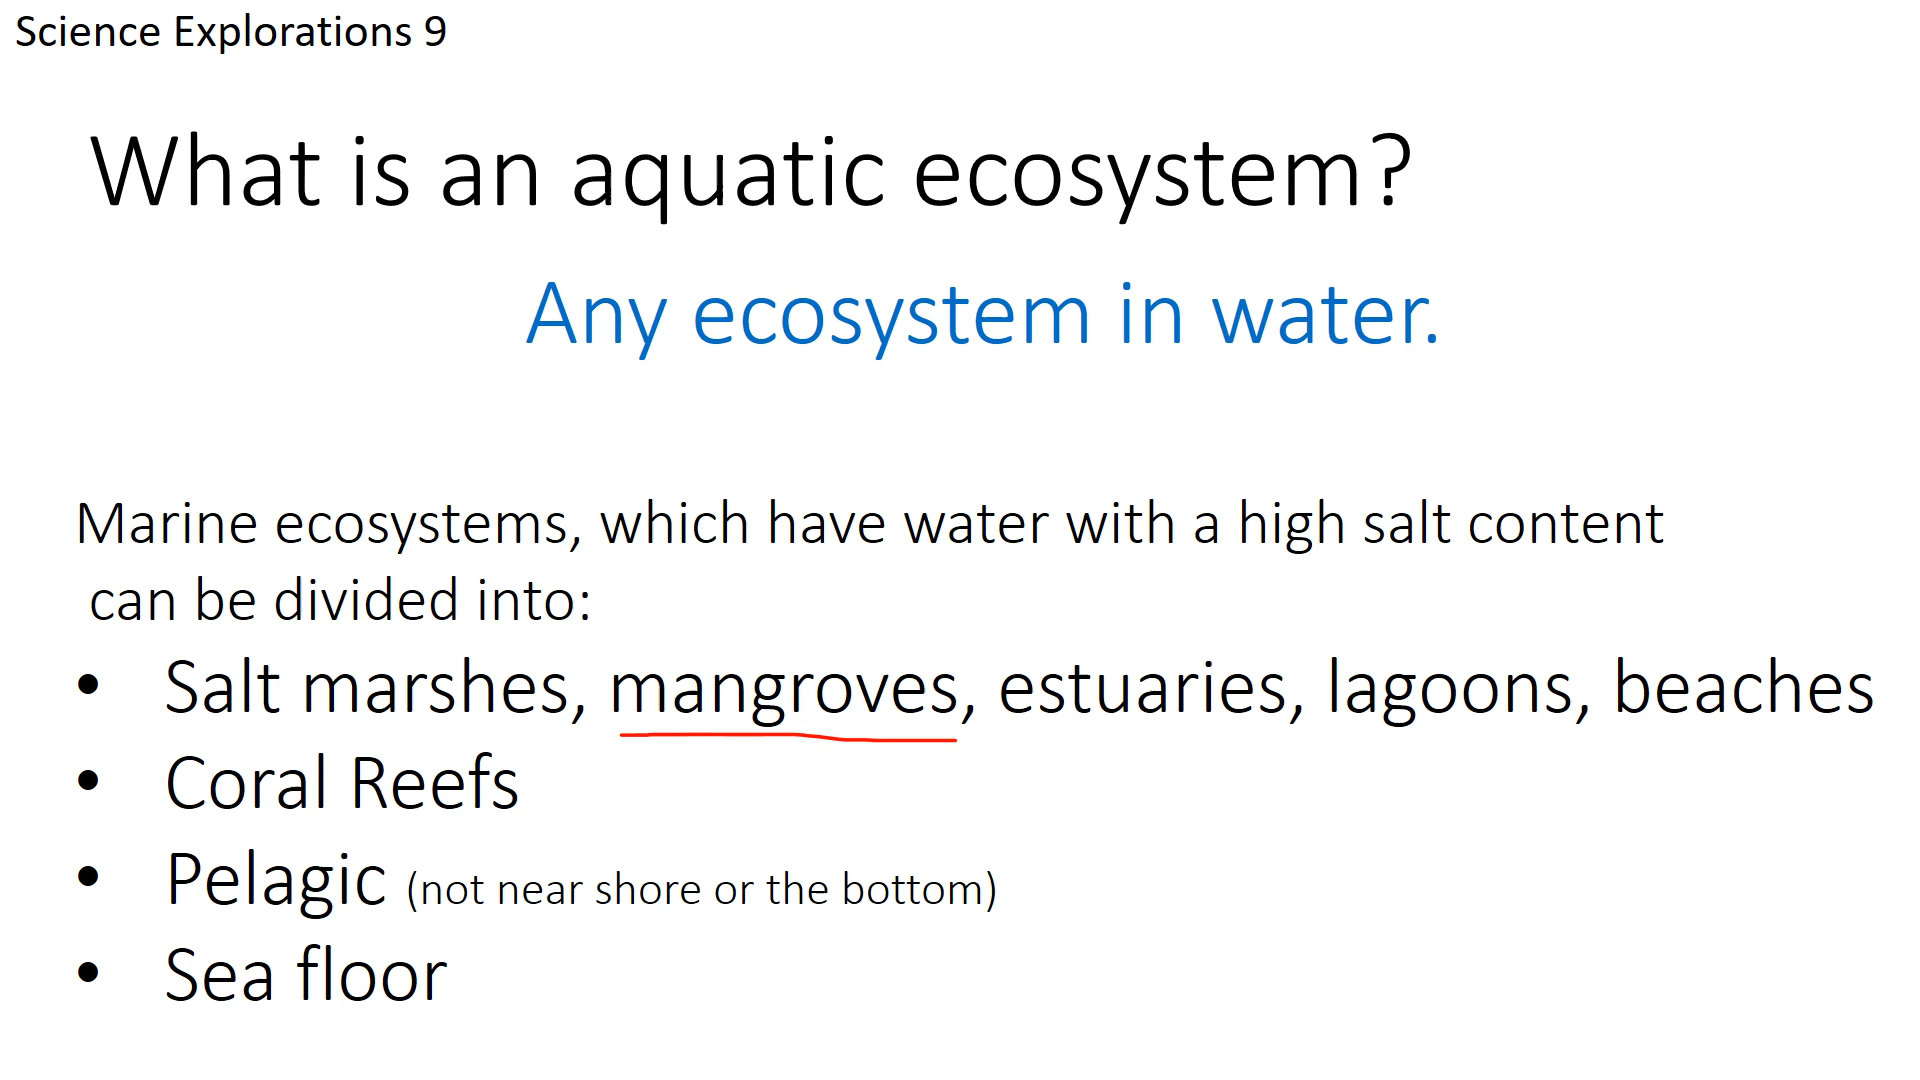 Science Explorations 9
What is an aquatic ecosystem?
Any ecosystem in water.
Marine ecosystems, which have water with a high salt content
can be divided into:
• Salt marshes, mangroves, estuaries, lagoons, beaches
• Coral Reefs
• Pelagic (not near shore or the bottom)
• Sea floor